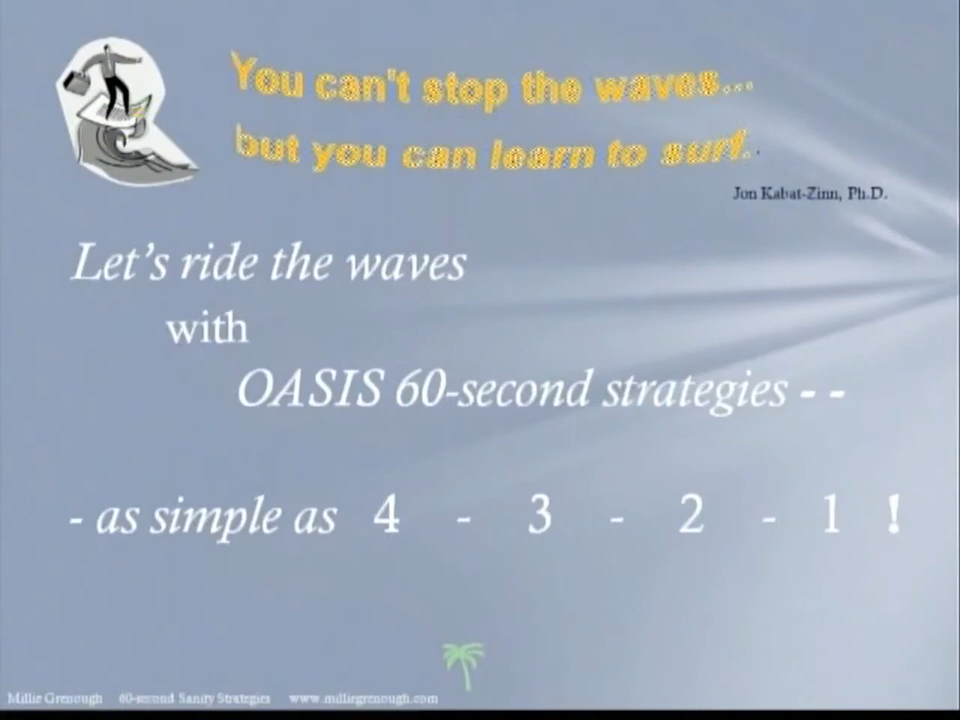 You can't stop the waves...
but you can learn to surf.
Jon Kabat-Zinn, Ph.D.
Let's ride the waves
with
OASIS 60-second strategies - -
- as simple as 4 - 3 - 2 - 1 !
Millie Grenough 60-second Sanity Strategies www.milliegrenough.com